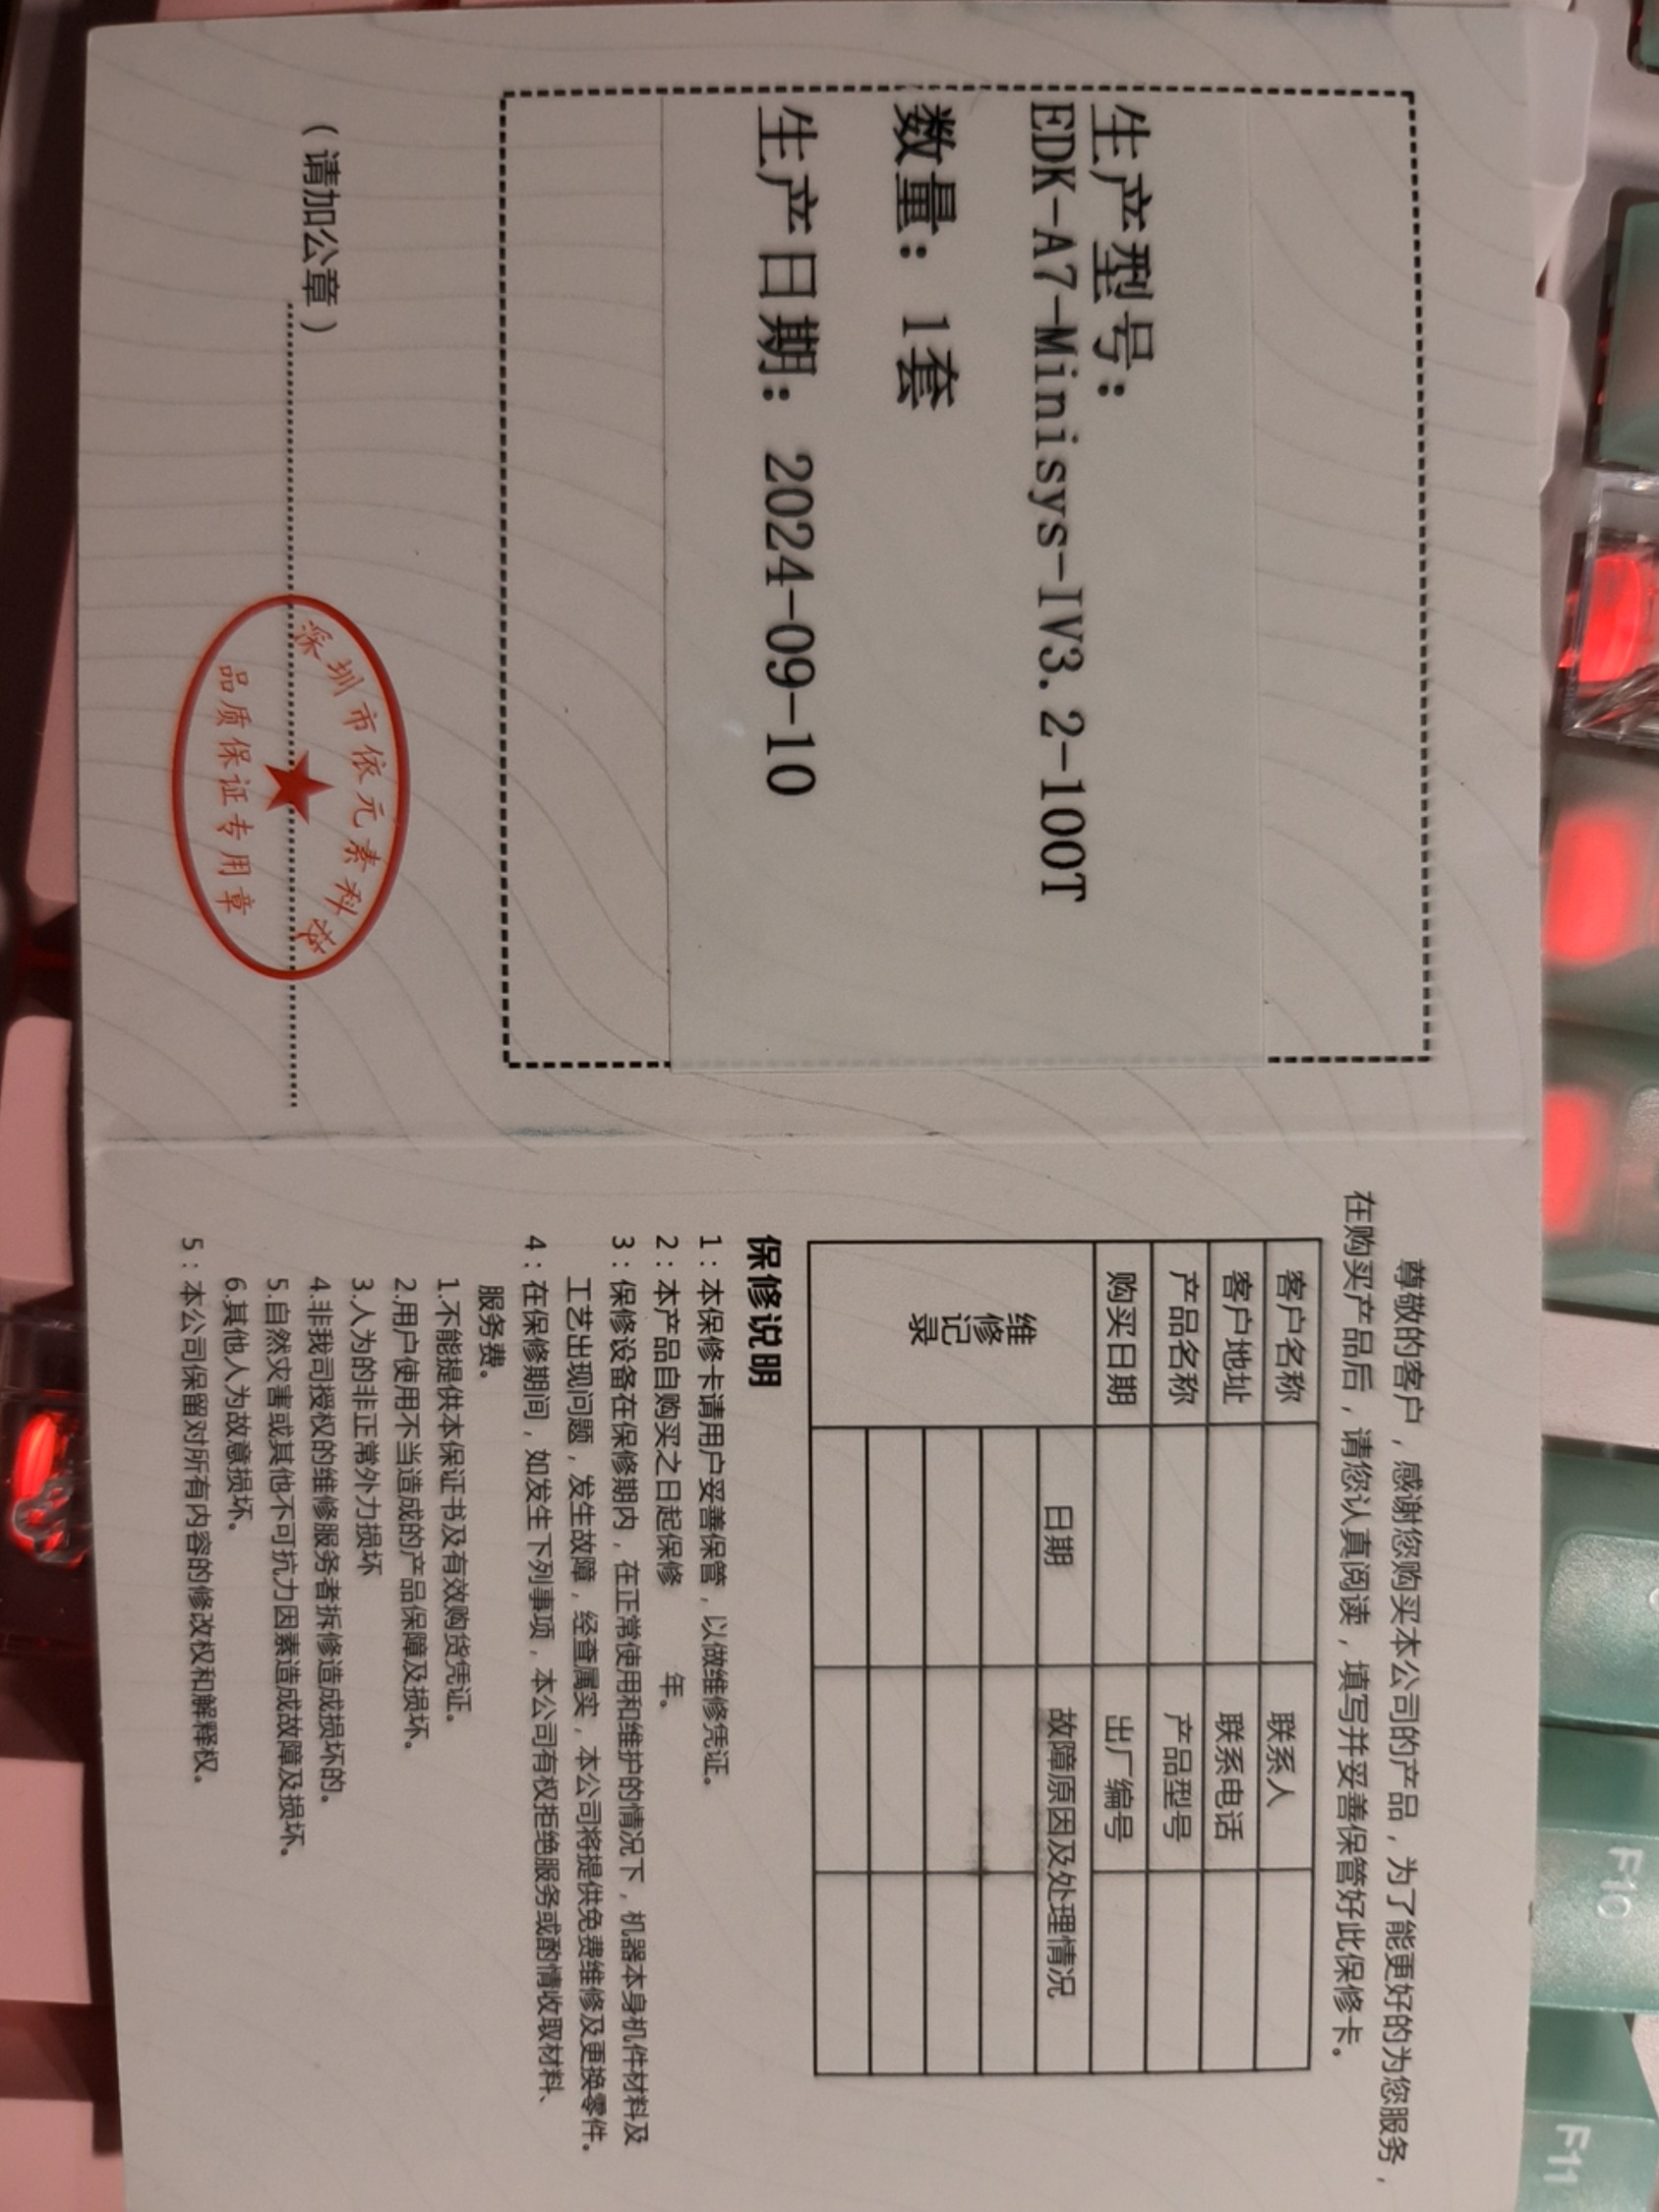 生产型号：
EDK-A7-Minisys-IV3.2-100T
数量：1套
生产日期：2024-09-10
（请加公章）
深圳市依元素科技
品质保证专用章
尊敬的客户，感谢您购买本公司的产品，为了能更好的为您服务，
在购买产品后，请您认真阅读，填写并妥善保管好此保修卡。
客户名称 联系人
客户地址 联系电话
产品名称 产品型号
购买日期 出厂编号
维修记录 日期 故障原因及处理情况
保修说明
1：本保修卡请用户妥善保管，以做维修凭证。
2：本产品自购买之日起保修 年。
3：保修设备在保修期内，在正常使用和维护的情况下，机器本身机件材料及
工艺出现问题，发生故障，经查属实，本公司将提供免费维修及更换零件。
4：在保修期间，如发生下列事项，本公司有权拒绝服务或酌情收取材料、
服务费。
1.不能提供本保证书及有效购货凭证。
2.用户使用不当造成的产品保障及损坏。
3.人为的非正常外力损坏
4.非我司授权的维修服务者拆修造成损坏的。
5.自然灾害或其他不可抗力因素造成故障及损坏。
6.其他人为故意损坏。
5：本公司保留对所有内容的修改权和解释权。
F10
F11